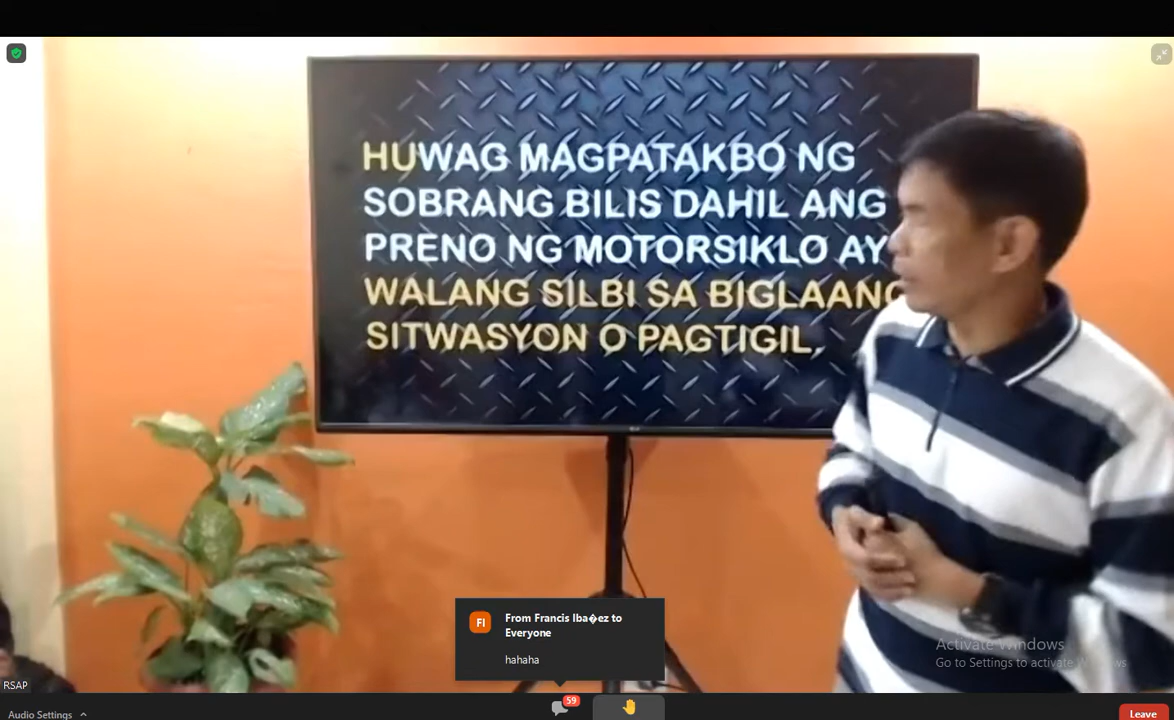 HUWAG MAGPATAKBO NG
SOBRANG BILIS DAHIL ANG
PRENO NG MOTORSIKLO AY
WALANG SILBI SA BIGLAANG
SITWASYON O PAGTIGIL.
From Francis Iba�ez to
Everyone
FI
hahaha
Activate Windows
Go to Settings to activate Windows
RSAP
59
Audio Settings
Leave